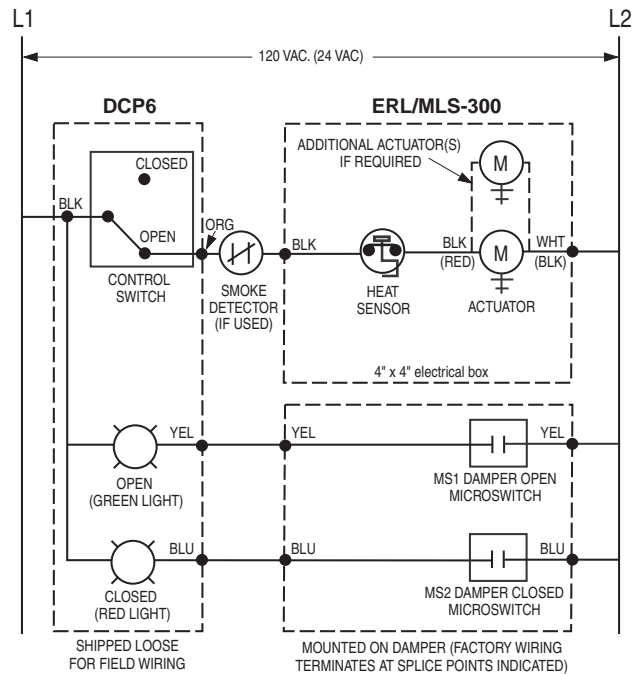 L1
L2
120 VAC. (24 VAC)
DCP6
ERL/MLS-300
CLOSED
ADDITIONAL ACTUATOR(S)
IF REQUIRED
M
BLK
OPEN
ORG
BLK
BLK
(RED)
M
WHT
(BLK)
CONTROL
SWITCH
SMOKE
DETECTOR
(IF USED)
HEAT
SENSOR
ACTUATOR
4" x 4" electrical box
YEL
YEL
YEL
OPEN
(GREEN LIGHT)
MS1 DAMPER OPEN
MICROSWITCH
BLU
BLU
BLU
CLOSED
(RED LIGHT)
MS2 DAMPER CLOSED
MICROSWITCH
SHIPPED LOOSE
FOR FIELD WIRING
MOUNTED ON DAMPER (FACTORY WIRING
TERMINATES AT SPLICE POINTS INDICATED)